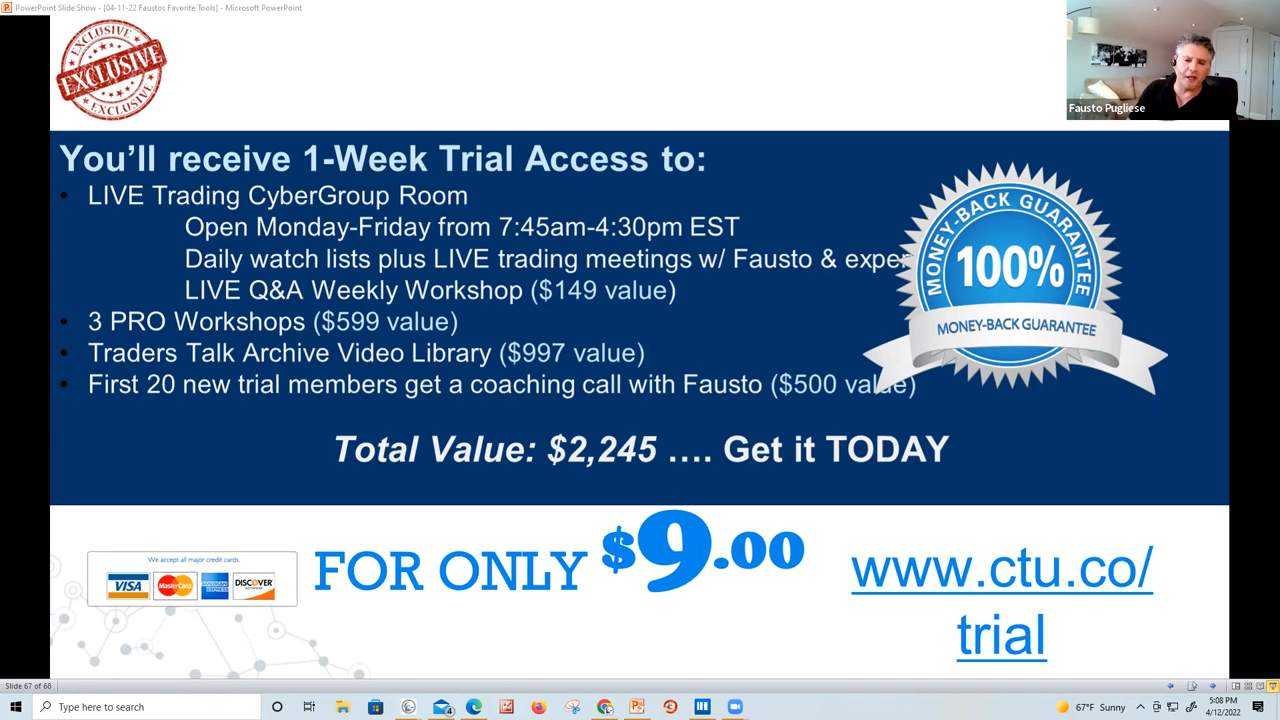 PowerPoint Slide Show - [04-11-22 Faustos Favorite Tools] - Microsoft PowerPoint
EXCLUSIVE
EXCLUSIVE
EXCLUSIVE
Fausto Pugliese
You’ll receive 1-Week Trial Access to:
• LIVE Trading CyberGroup Room
Open Monday-Friday from 7:45am-4:30pm EST
Daily watch lists plus LIVE trading meetings w/ Fausto & expe
LIVE Q&A Weekly Workshop ($149 value)
• 3 PRO Workshops ($599 value)
• Traders Talk Archive Video Library ($997 value)
• First 20 new trial members get a coaching call with Fausto ($500 value)
MONEY-BACK GUARANTEE
100%
MONEY-BACK GUARANTEE
Total Value: $2,245 …. Get it TODAY
We accept all major credit cards.
VISA MasterCard AMERICAN EXPRESS DISCOVER NETWORK
FOR ONLY $9.00
www.ctu.co/
trial
Slide 67 of 68
Type here to search
4
67°F Sunny
5:08 PM
4/12/2022